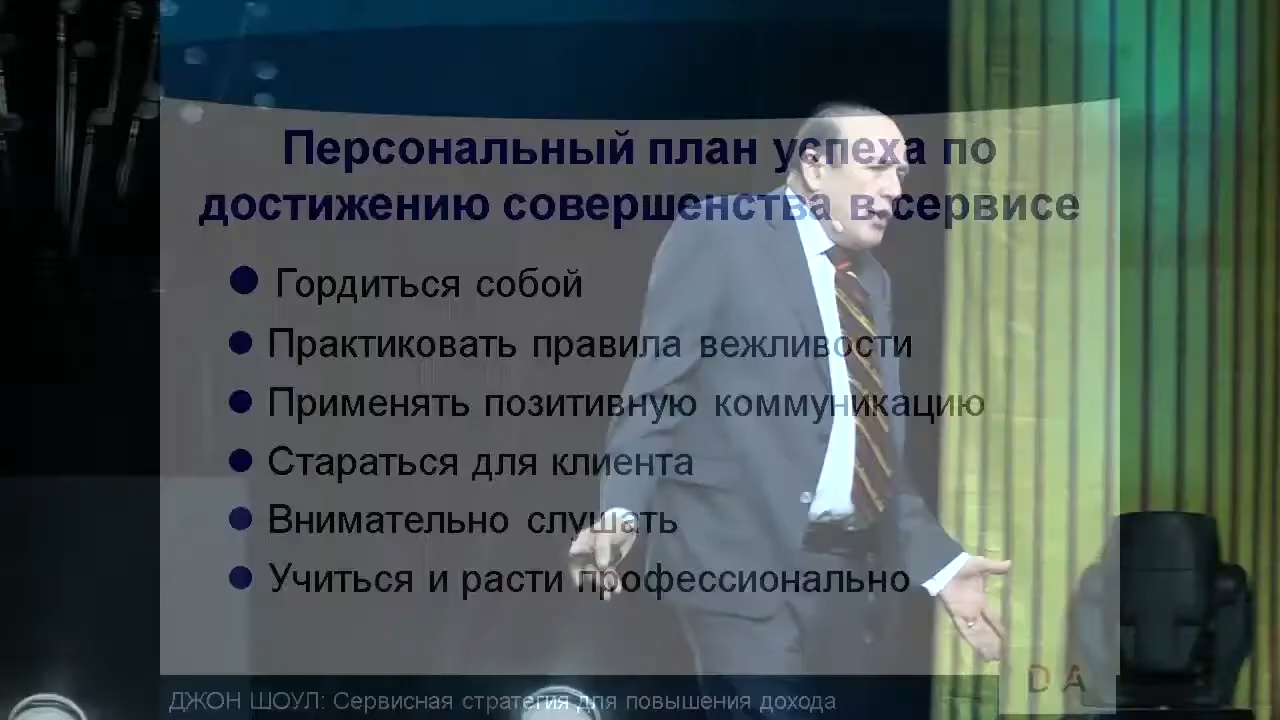 Персональный план успеха по
достижению совершенства в сервисе
Гордиться собой
Практиковать правила вежливости
Применять позитивную коммуникацию
Стараться для клиента
Внимательно слушать
Учиться и расти профессионально
ДЖОН ШОУЛ: Сервисная стратегия для повышения дохода
DA